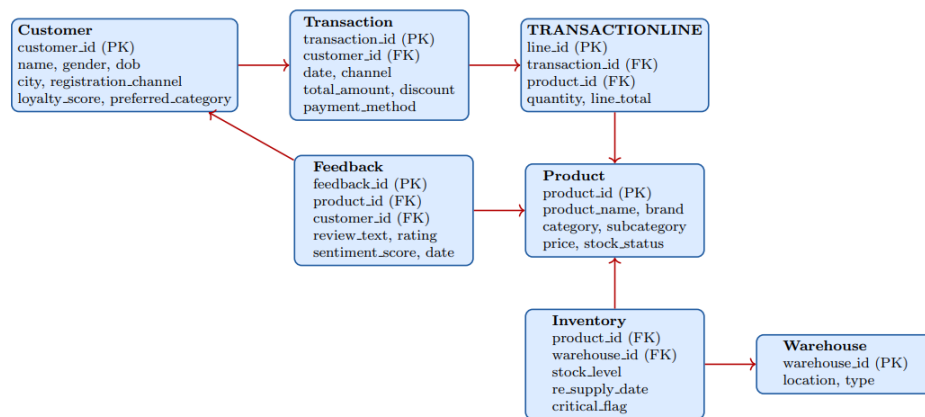 Customer
customer_id (PK)
name, gender, dob
city, registration_channel
loyalty_score, preferred_category
Transaction
transaction_id (PK)
customer_id (FK)
date, channel
total_amount, discount
payment_method
TRANSACTIONLINE
line_id (PK)
transaction_id (FK)
product_id (FK)
quantity, line_total
Feedback
feedback_id (PK)
product_id (FK)
customer_id (FK)
review_text, rating
sentiment_score, date
Product
product_id (PK)
product_name, brand
category, subcategory
price, stock_status
Inventory
product_id (FK)
warehouse_id (FK)
stock_level
re_supply_date
critical_flag
Warehouse
warehouse_id (PK)
location, type